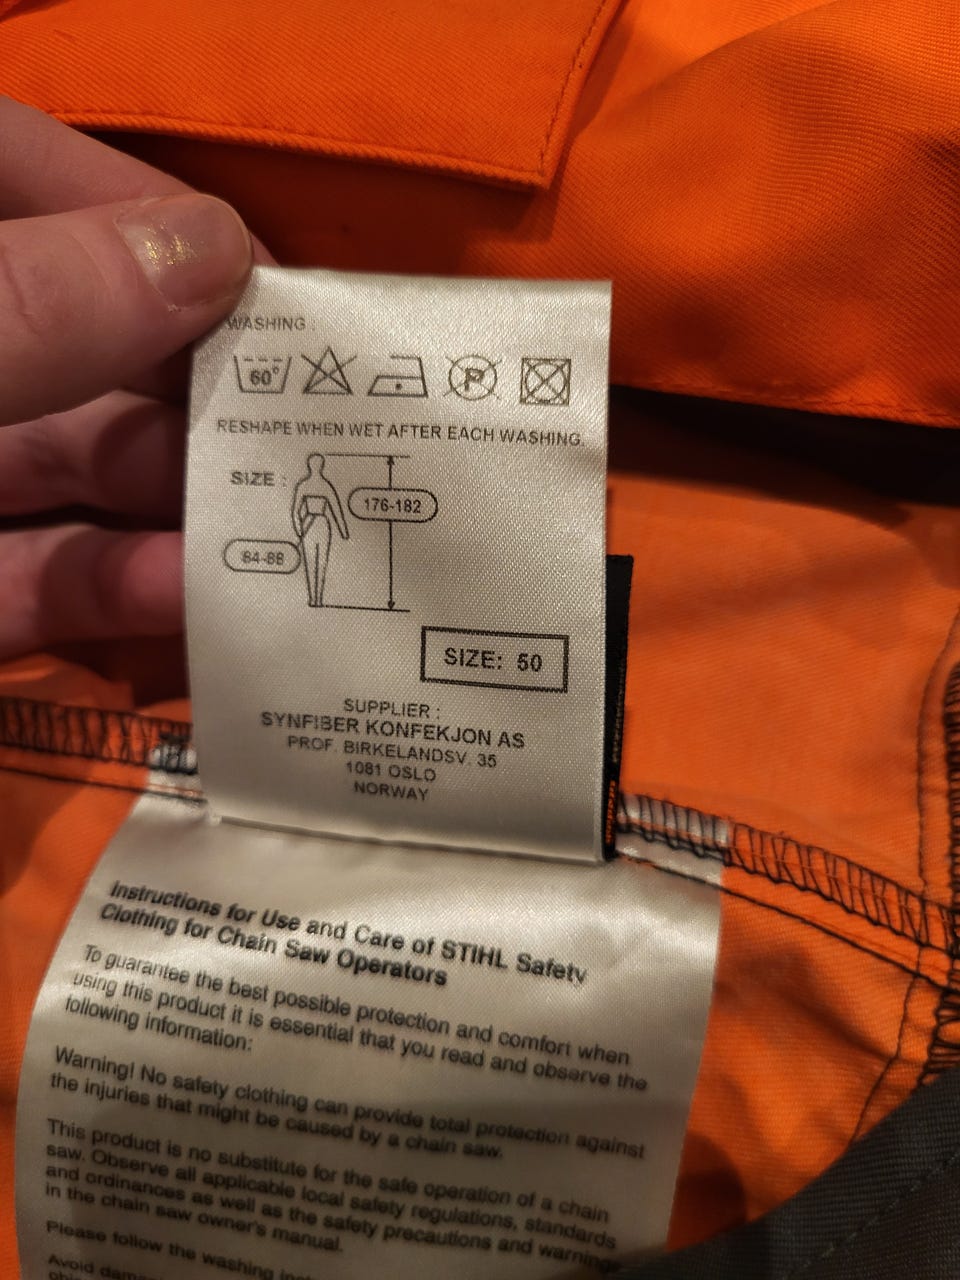 WASHING :
60°
P
RESHAPE WHEN WET AFTER EACH WASHING.
SIZE :
176-182
84-88
SIZE: 50
SUPPLIER :
SYNFIBER KONFEKJON AS
PROF. BIRKELANDSV. 35
1081 OSLO
NORWAY
Instructions for Use and Care of STIHL Safety
Clothing for Chain Saw Operators
To guarantee the best possible protection and comfort when
using this product it is essential that you read and observe the
following information:
Warning! No safety clothing can provide total protection against
the injuries that might be caused by a chain saw.
This product is no substitute for the safe operation of a chain
saw. Observe all applicable local safety regulations, standards
and ordinances as well as the safety precautions and warnings
in the chain saw owner's manual.
Please follow the washing
Avoid